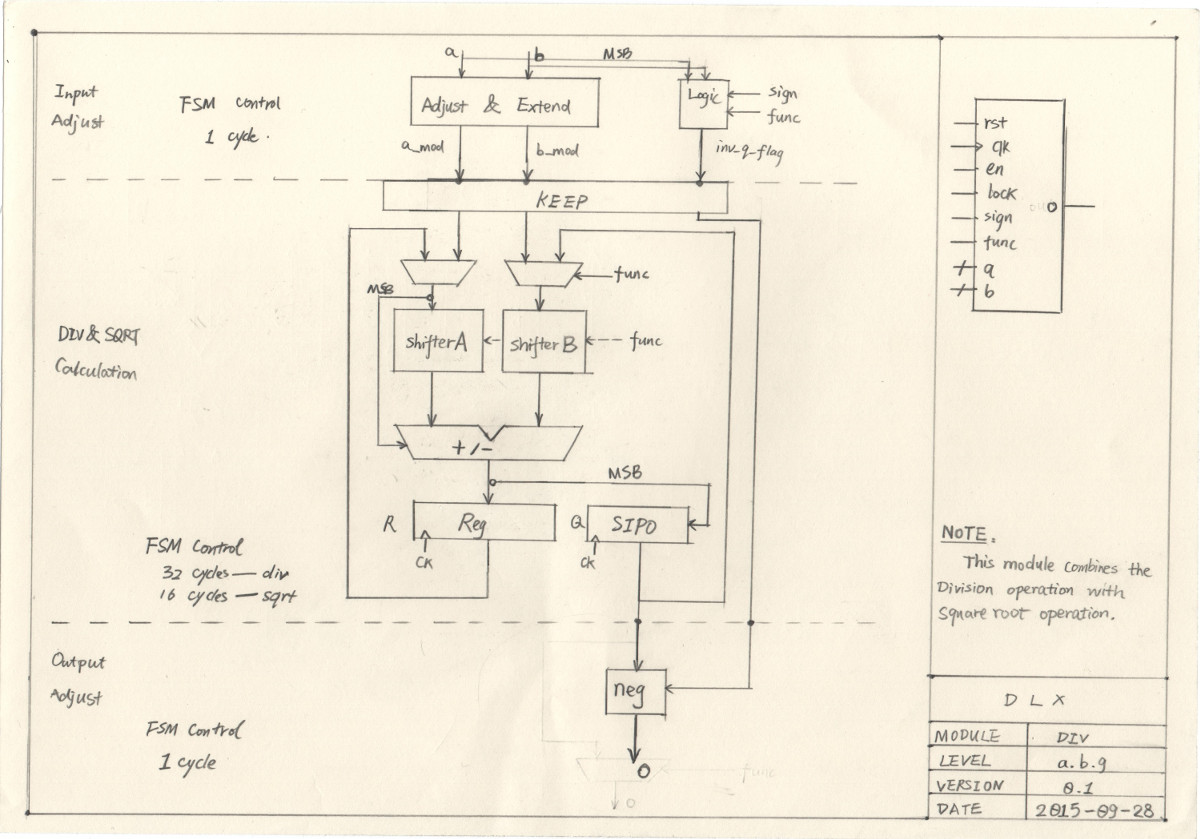 Input
Adjust
FSM Control
1 cycle.
a
b
MSB
Adjust & Extend
Logic
sign
func
a_mod
b_mod
inv_q_flag
KEEP
func
MSB
shifterA
shifter B
func
DIV & SQRT
Calculation
+/-
MSB
R
Reg
CK
Q
SIPO
CK
FSM Control
32 cycles — div
16 cycles — sqrt
Output
Adjust
FSM Control
1 cycle
neg
O
func
O
rst
clk
en
lock
sign
func
a
b
O
NOTE.
This module combines the
Division operation with
Square root operation.
DLX
MODULE DIV
LEVEL a.b.g
VERSION 0.1
DATE 2015-09-28